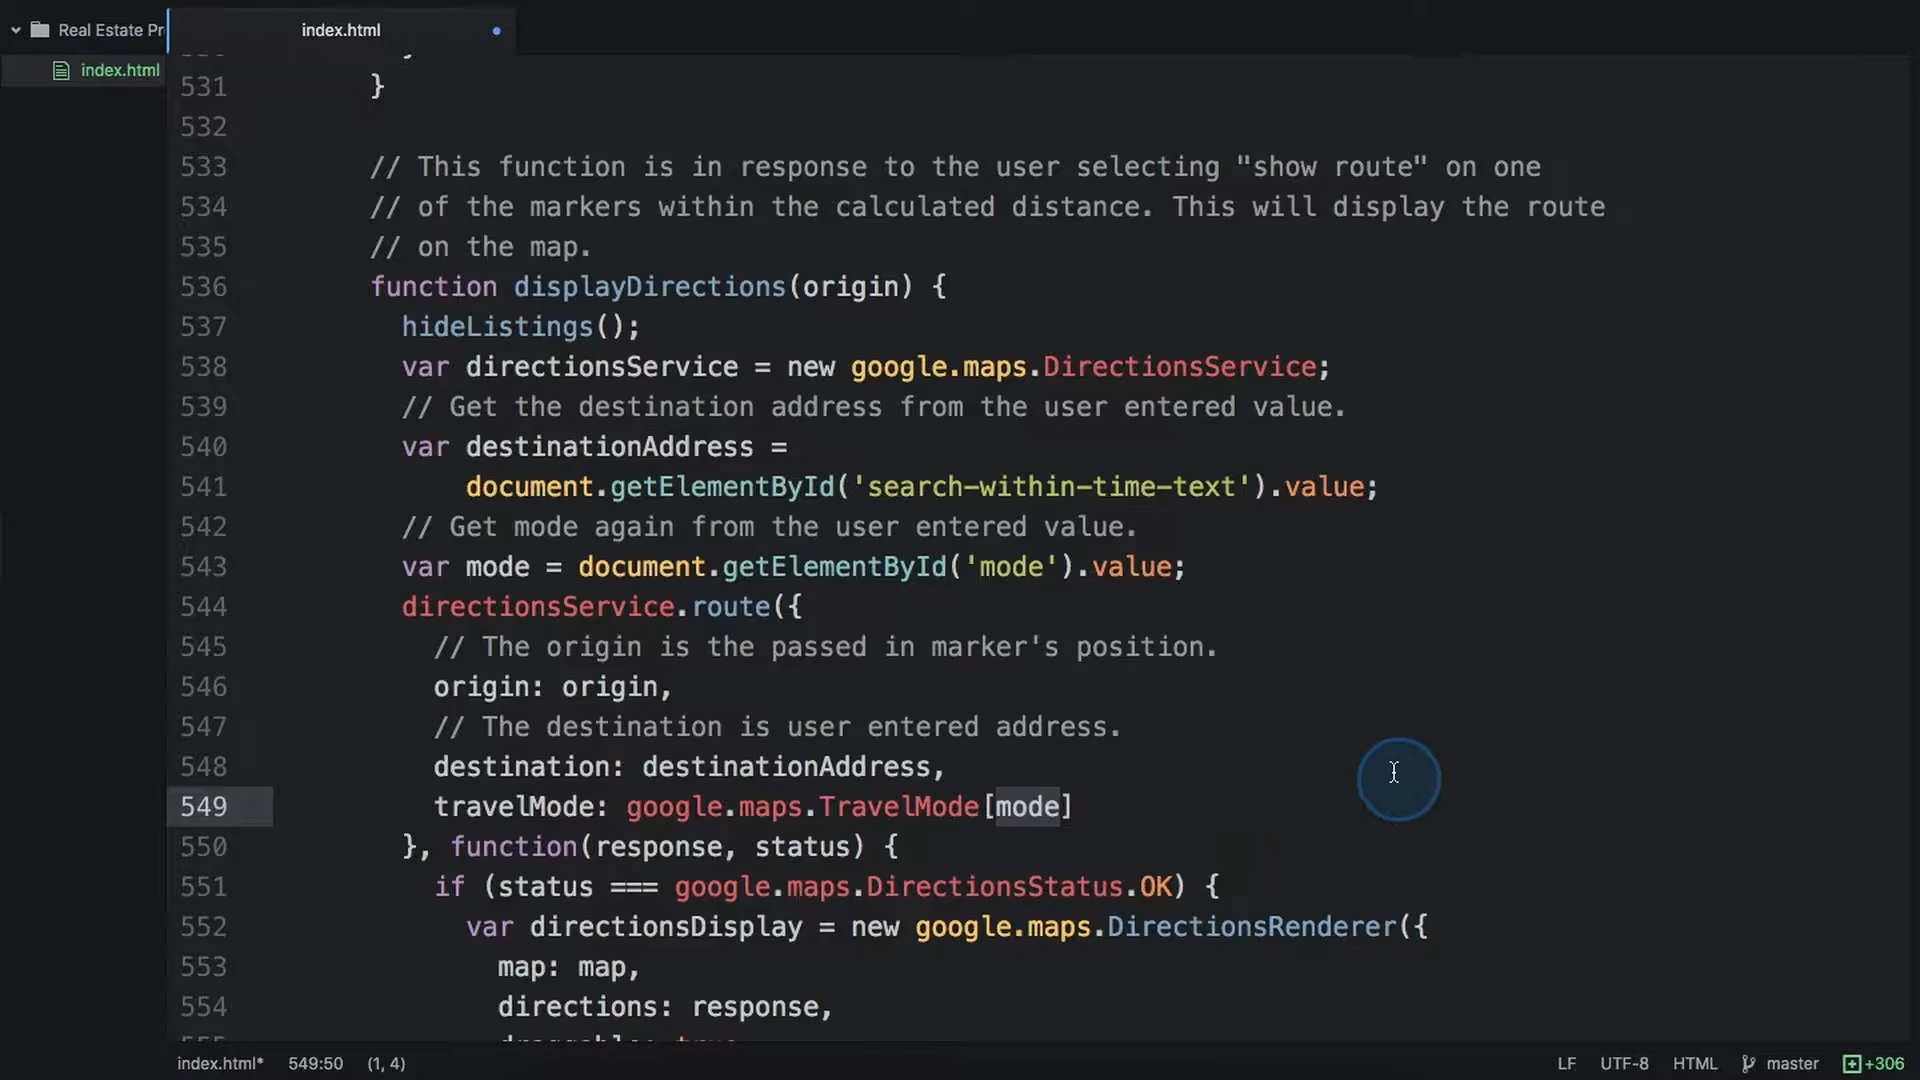 Real Estate Pr
index.html
index.html
531 }
532
533 // This function is in response to the user selecting "show route" on one
534 // of the markers within the calculated distance. This will display the route
535 // on the map.
536 function displayDirections(origin) {
537 hideListings();
538 var directionsService = new google.maps.DirectionsService;
539 // Get the destination address from the user entered value.
540 var destinationAddress =
541 document.getElementById('search-within-time-text').value;
542 // Get mode again from the user entered value.
543 var mode = document.getElementById('mode').value;
544 directionsService.route({
545 // The origin is the passed in marker's position.
546 origin: origin,
547 // The destination is user entered address.
548 destination: destinationAddress,
549 travelMode: google.maps.TravelMode[mode]
550 }, function(response, status) {
551 if (status === google.maps.DirectionsStatus.OK) {
552 var directionsDisplay = new google.maps.DirectionsRenderer({
553 map: map,
554 directions: response,
index.html* 549:50 (1, 4) LF UTF-8 HTML master +306